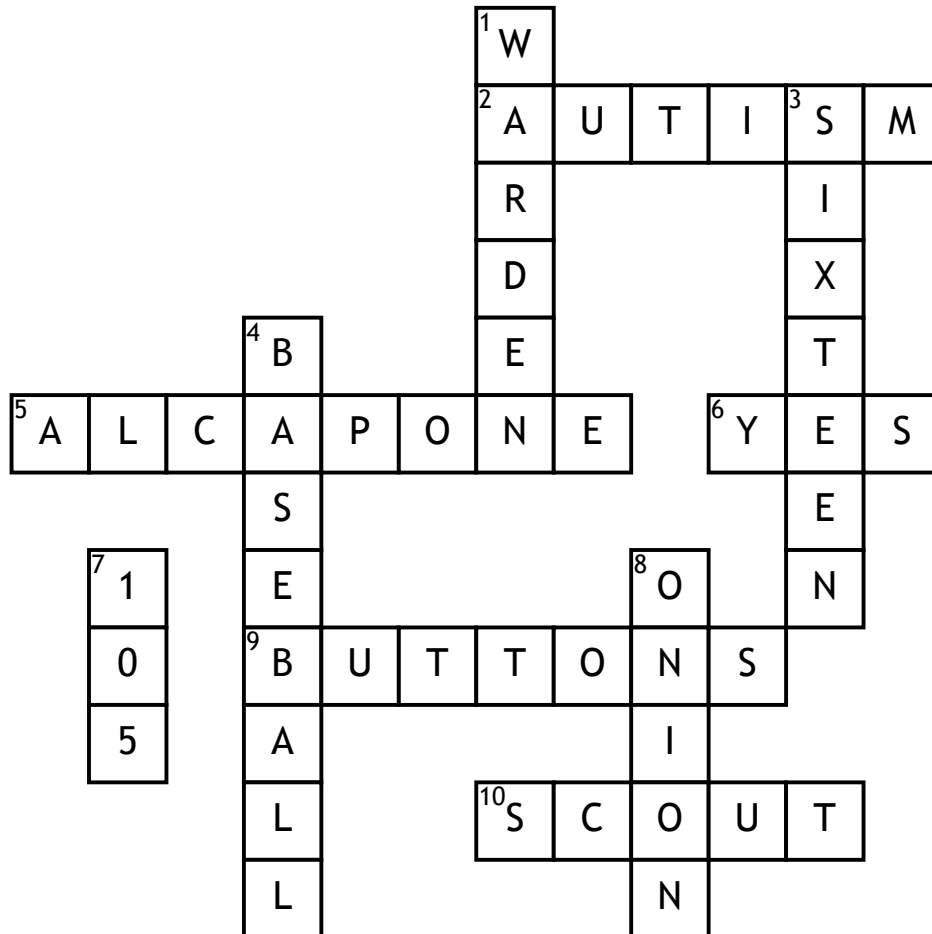 1 W
2 A U T I 3 S M
R I
D X
4 B E T
5 A L C A P O N E 6 Y E S
S E
7 1 E 8 O N
0 9 B U T T O N S
5 A I
L 10 S C O U T
L N